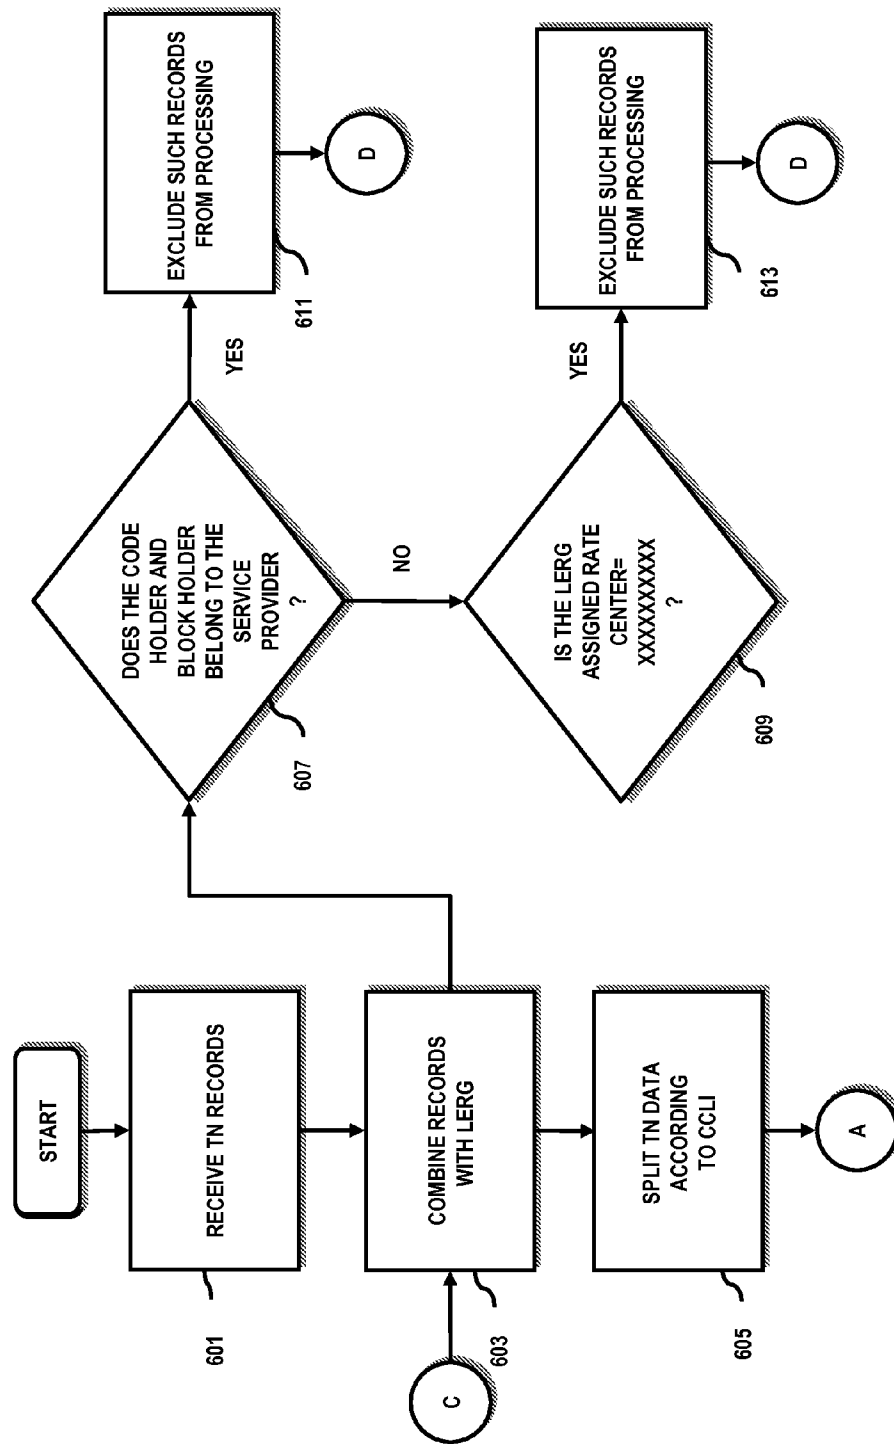 START
RECEIVE TN RECORDS
601
COMBINE RECORDS
WITH LERG
603
C
SPLIT TN DATA
ACCORDING
TO CCLI
605
A
DOES THE CODE
HOLDER AND
BLOCK HOLDER
BELONG TO THE
SERVICE
PROVIDER
?
607
YES
NO
EXCLUDE SUCH RECORDS
FROM PROCESSING
611
D
IS THE LERG
ASSIGNED RATE
CENTER=
XXXXXXXXXX
?
609
YES
EXCLUDE SUCH RECORDS
FROM PROCESSING
613
D